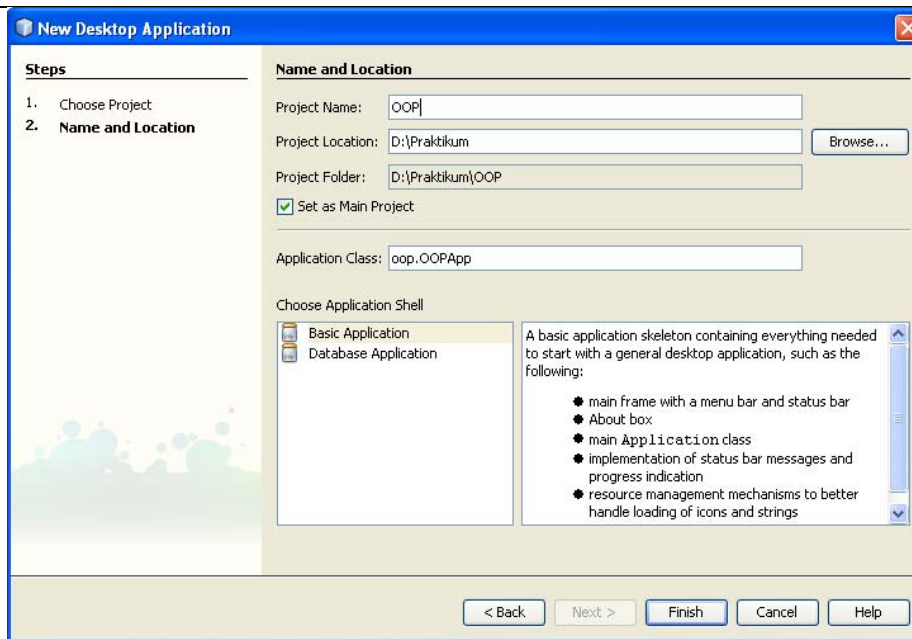 New Desktop Application
Steps
1. Choose Project
2. Name and Location
Name and Location
Project Name: OOP
Project Location: D:\Praktikum Browse...
Project Folder: D:\Praktikum\OOP
Set as Main Project
Application Class: oop.OOPApp
Choose Application Shell
Basic Application
Database Application
A basic application skeleton containing everything needed
to start with a general desktop application, such as the
following:
main frame with a menu bar and status bar
About box
main Application class
implementation of status bar messages and
progress indication
resource management mechanisms to better
handle loading of icons and strings
< Back Next > Finish Cancel Help